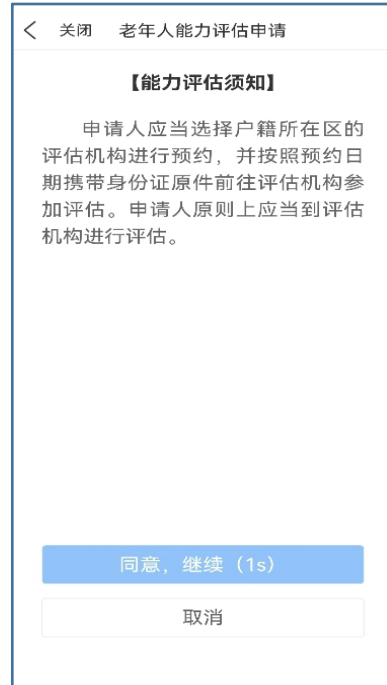 关闭 老年人能力评估申请
【能力评估须知】
申请人应当选择户籍所在区的
评估机构进行预约，并按照预约日
期携带身份证原件前往评估机构参
加评估。申请人原则上应当到评估
机构进行评估。
同意，继续（1s）
取消